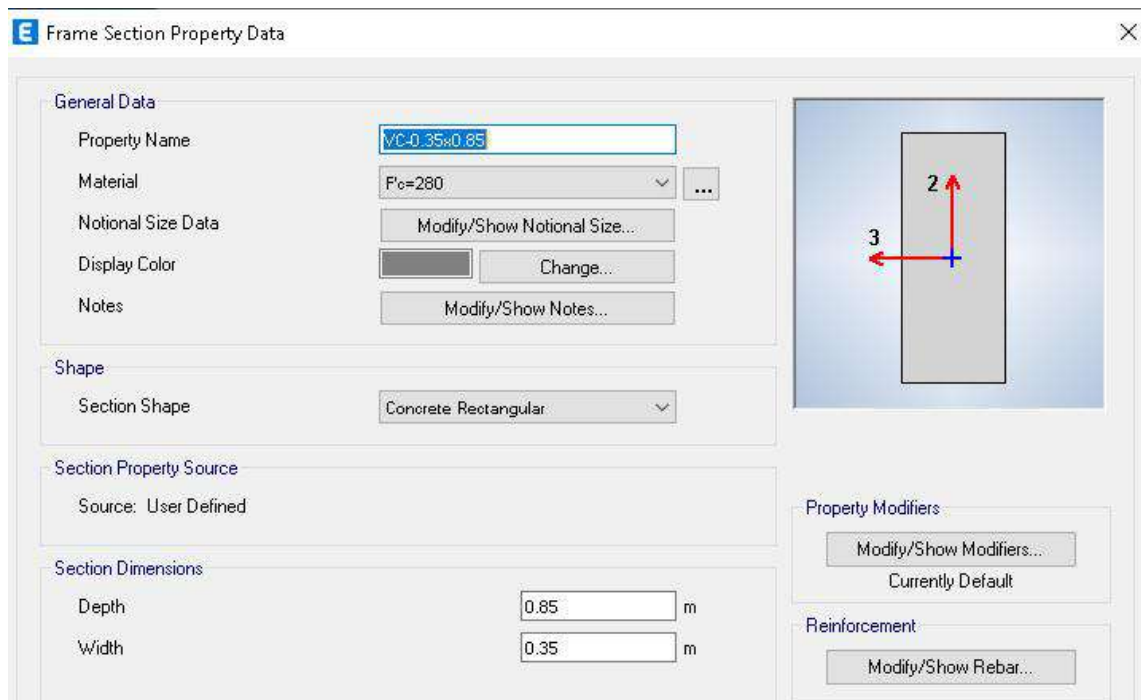 E Frame Section Property Data
General Data
Property Name VC-0.35x0.85
Material F'c=280 ...
Notional Size Data Modify/Show Notional Size...
Display Color Change...
Notes Modify/Show Notes...
2
3
Shape
Section Shape Concrete Rectangular
Section Property Source
Source: User Defined
Property Modifiers
Modify/Show Modifiers...
Currently Default
Section Dimensions
Depth 0.85 m
Width 0.35 m
Reinforcement
Modify/Show Rebar...